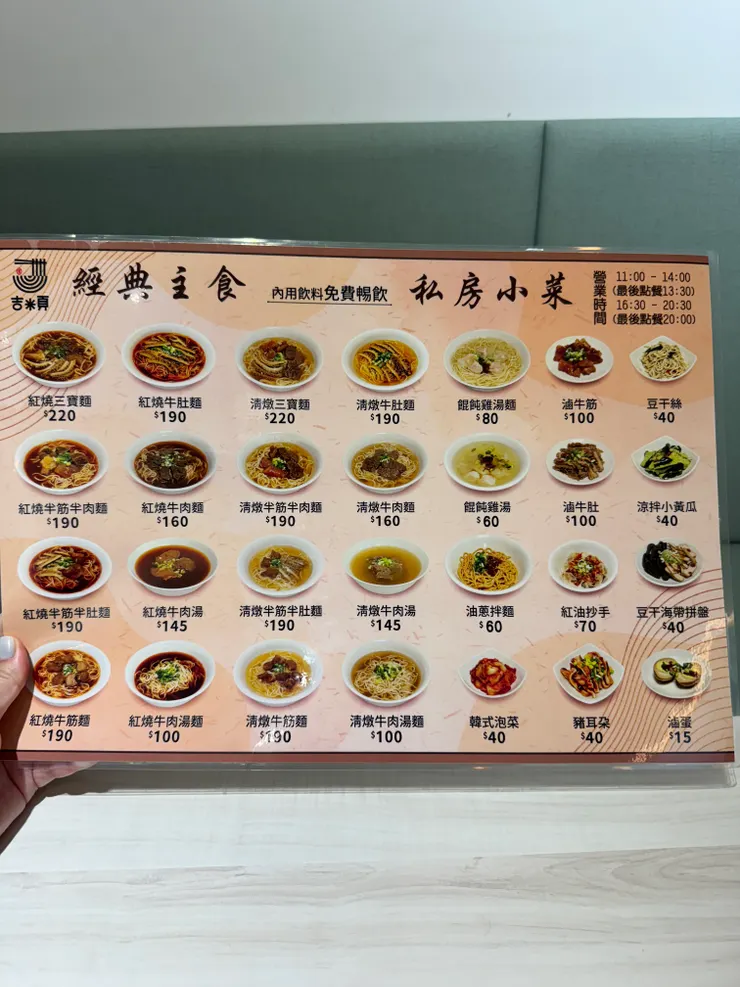 吉米頁
經典主食
內用飲料免費暢飲
私房小菜
營業時間
11:00 - 14:00
(最後點餐13:30)
16:30 - 20:30
(最後點餐20:00)
紅燒三寶麵
$220
紅燒牛肚麵
$190
清燉三寶麵
$220
清燉牛肚麵
$190
餛飩雞湯麵
$80
滷牛筋
$100
豆干絲
$40
紅燒半筋半肉麵
$190
紅燒牛肉麵
$160
清燉半筋半肉麵
$190
清燉牛肉麵
$160
餛飩雞湯
$60
滷牛肚
$100
涼拌小黃瓜
$40
紅燒半筋半肚麵
$190
紅燒牛肉湯
$145
清燉半筋半肚麵
$190
清燉牛肉湯
$145
油蔥拌麵
$60
紅油抄手
$70
豆干海帶拼盤
$40
紅燒牛筋麵
$190
紅燒牛肉湯麵
$100
清燉牛筋麵
$190
清燉牛肉湯麵
$100
韓式泡菜
$40
豬耳朶
$40
滷蛋
$15